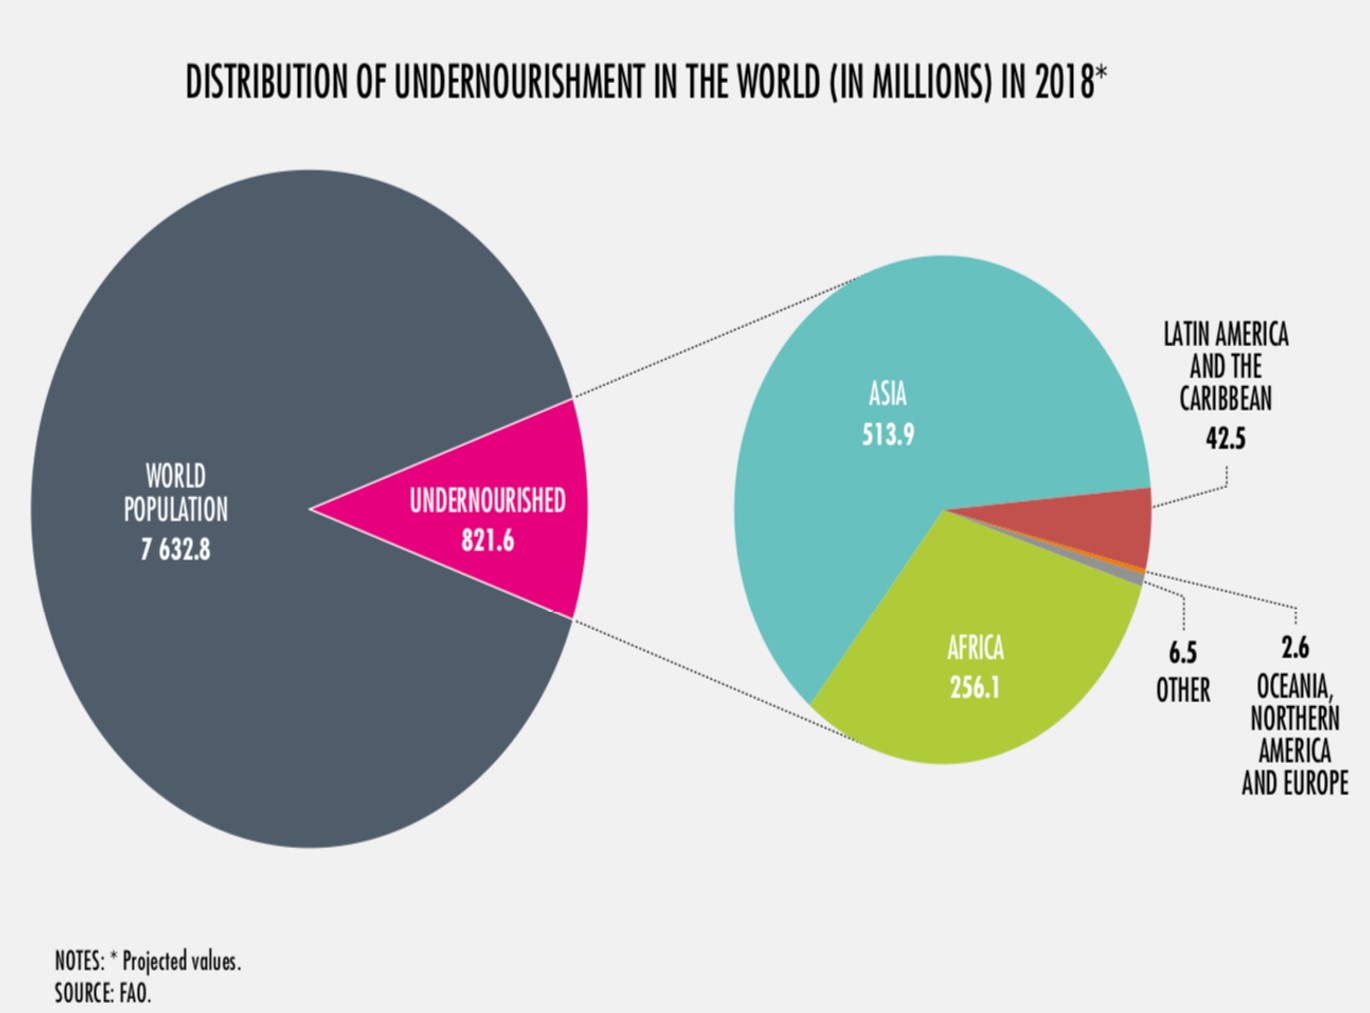 DISTRIBUTION OF UNDERNOURISHMENT IN THE WORLD (IN MILLIONS) IN 2018*
WORLD
POPULATION
7 632.8
UNDERNOURISHED
821.6
ASIA
513.9
LATIN AMERICA
AND THE
CARIBBEAN
42.5
AFRICA
256.1
6.5
OTHER
2.6
OCEANIA,
NORTHERN
AMERICA
AND EUROPE
NOTES: * Projected values.
SOURCE: FAO.